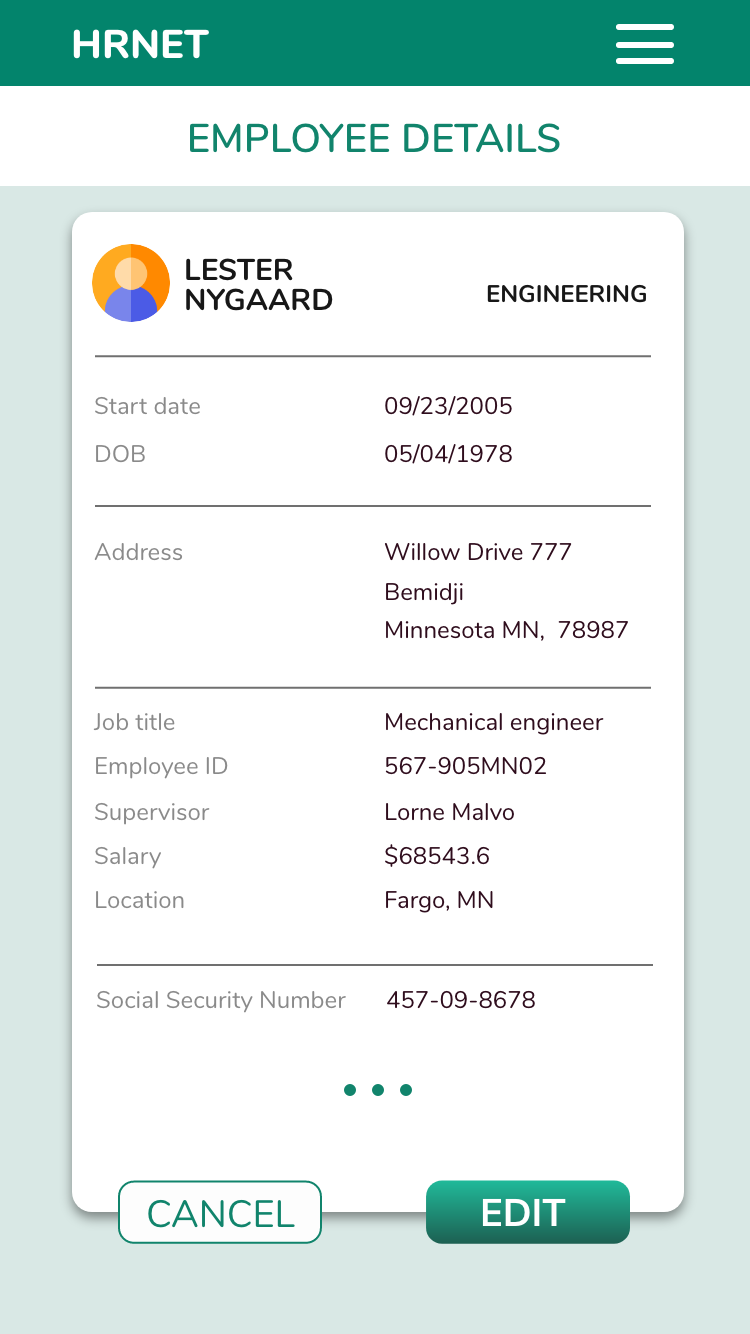 HRNET
EMPLOYEE DETAILS
LESTER
NYGAARD
ENGINEERING
Start date 09/23/2005
DOB 05/04/1978
Address Willow Drive 777
Bemidji
Minnesota MN, 78987
Job title Mechanical engineer
Employee ID 567-905MN02
Supervisor Lorne Malvo
Salary $68543.6
Location Fargo, MN
Social Security Number 457-09-8678
CANCEL EDIT